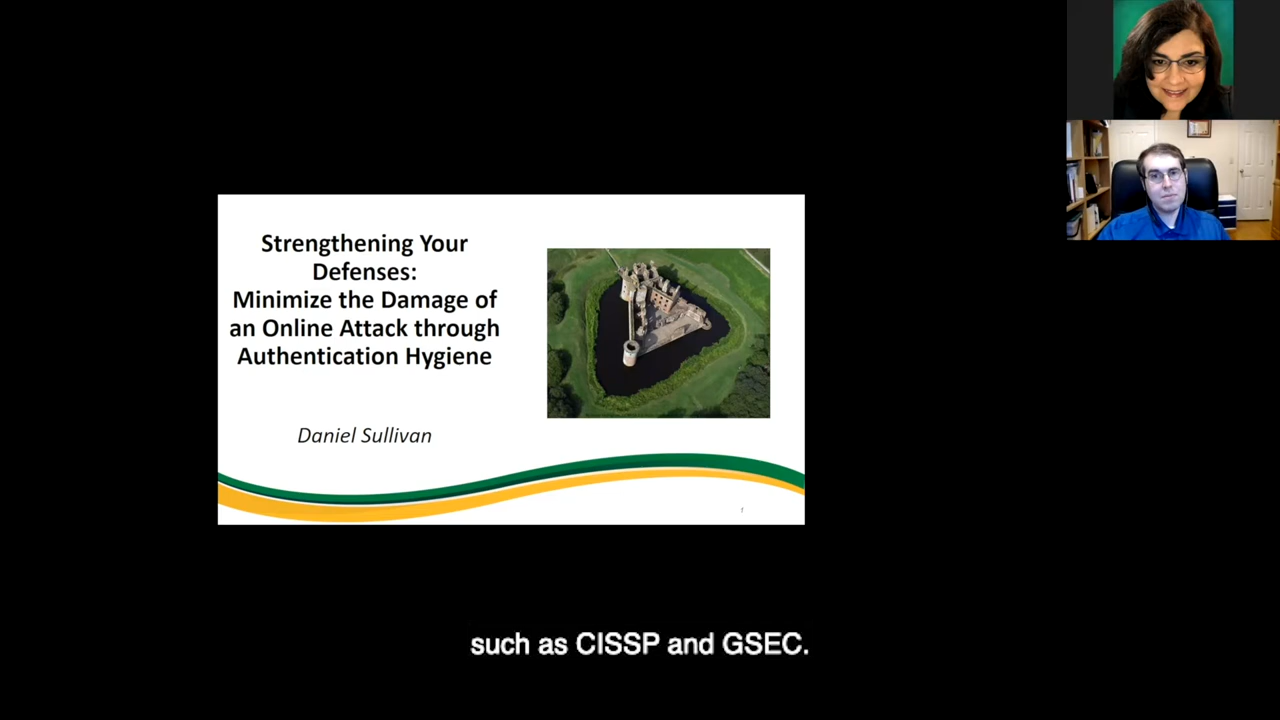 Strengthening Your
Defenses:
Minimize the Damage of
an Online Attack through
Authentication Hygiene
Daniel Sullivan
1
such as CISSP and GSEC.